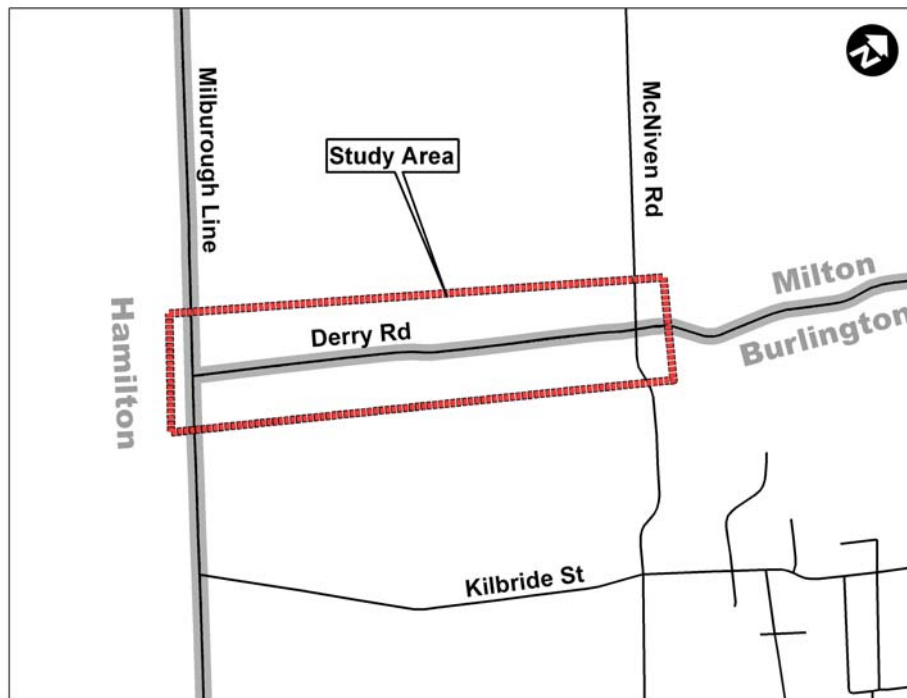 N
Milburough Line
McNiven Rd
Study Area
Milton
Hamilton
Derry Rd
Burlington
Kilbride St